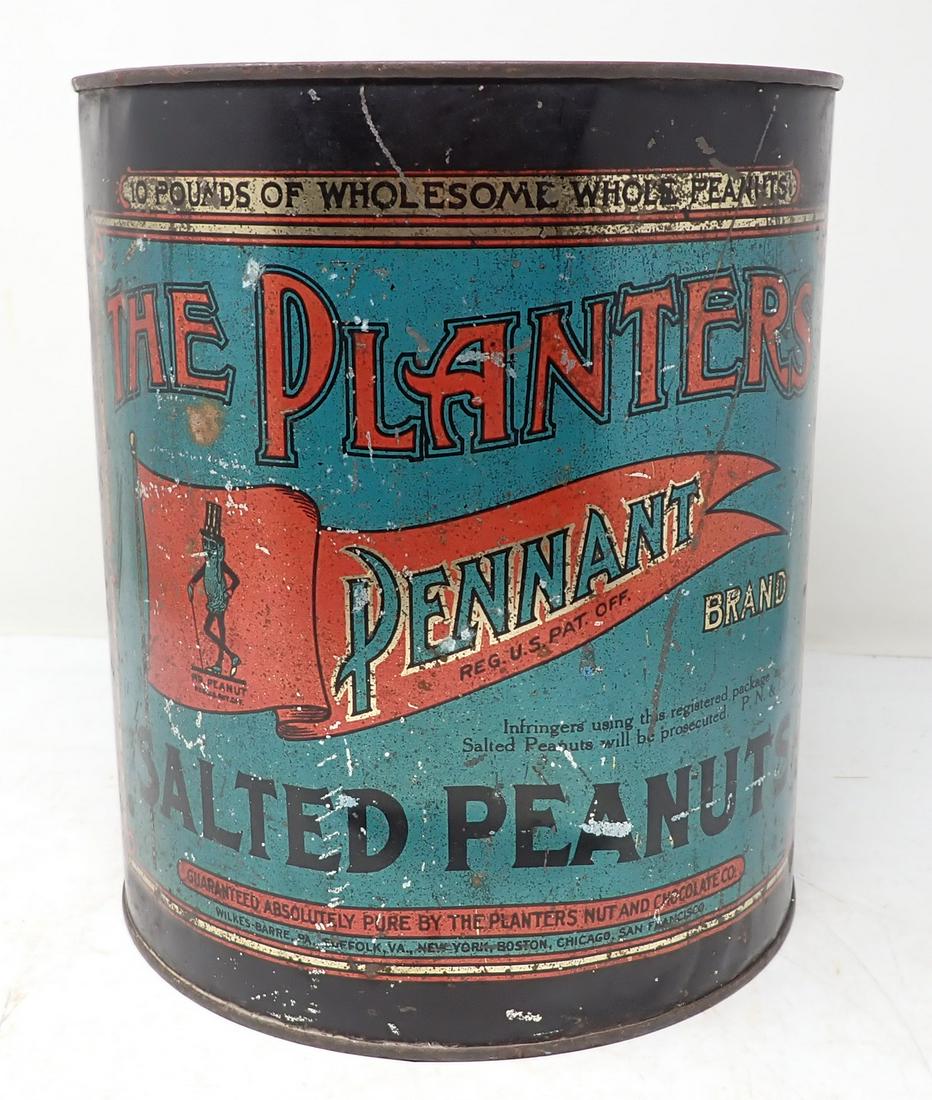 10 POUNDS OF WHOLESOME WHOLE PEANUTS
THE PLANTERS
PENNANT
REG. U.S. PAT. OFF.
BRAND
MR. PEANUT
Infringers using this registered package
Salted Peanuts will be prosecuted. P. N. &
SALTED PEANUTS
GUARANTEED ABSOLUTELY PURE BY THE PLANTERS NUT AND CHOCOLATE CO.
WILKES-BARRE, PA., SUFFOLK, VA., NEW YORK, BOSTON, CHICAGO, SAN FRANCISCO